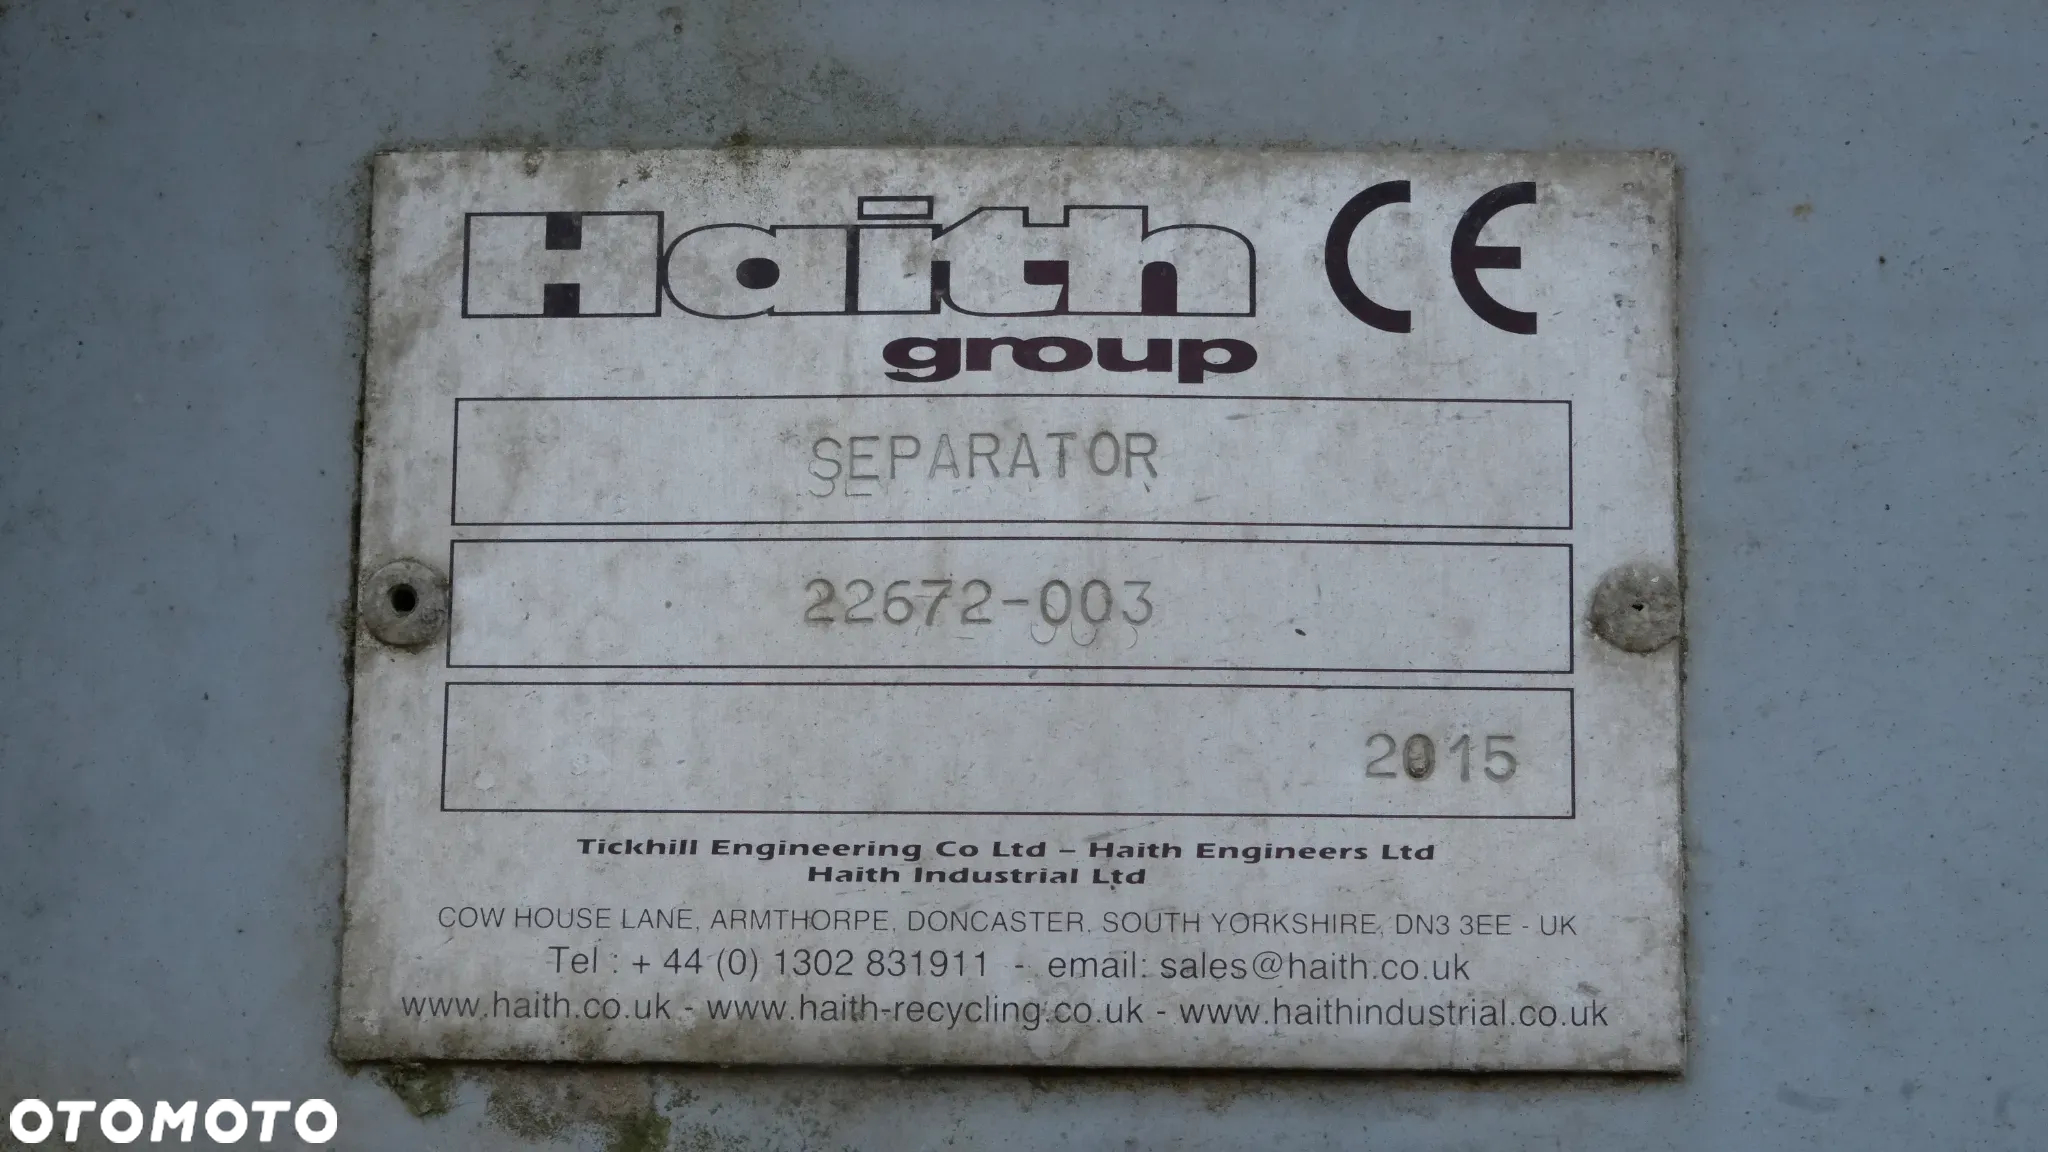 Haith CE
group
SEPARATOR
22672-003
2015
Tickhill Engineering Co Ltd – Haith Engineers Ltd
Haith Industrial Ltd
COW HOUSE LANE, ARMTHORPE, DONCASTER, SOUTH YORKSHIRE, DN3 3EE - UK
Tel : + 44 (0) 1302 831911 - email: sales@haith.co.uk
www.haith.co.uk - www.haith-recycling.co.uk - www.haithindustrial.co.uk
OTOMOTO